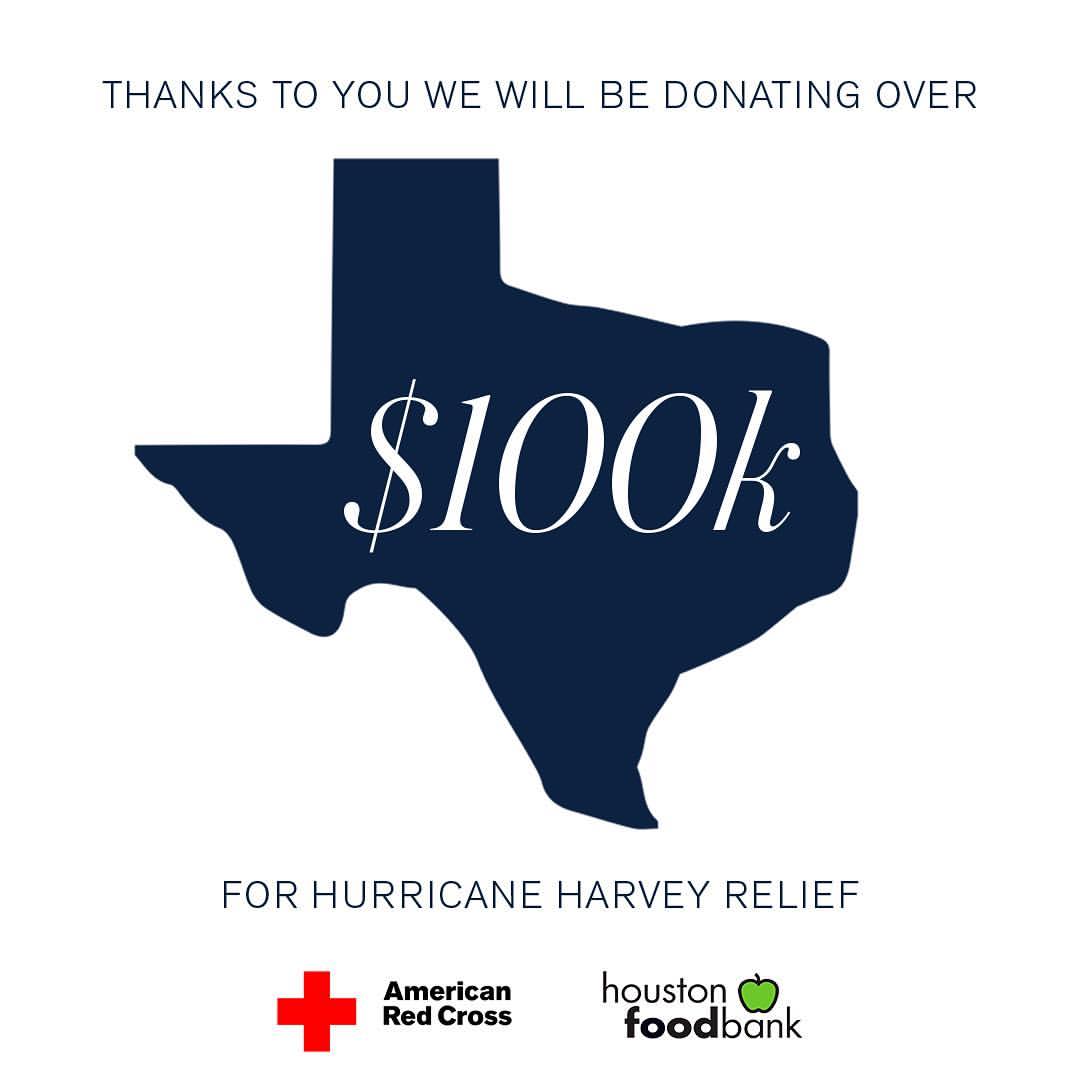 THANKS TO YOU WE WILL BE DONATING OVER
$100k
FOR HURRICANE HARVEY RELIEF
American
Red Cross
houston
foodbank